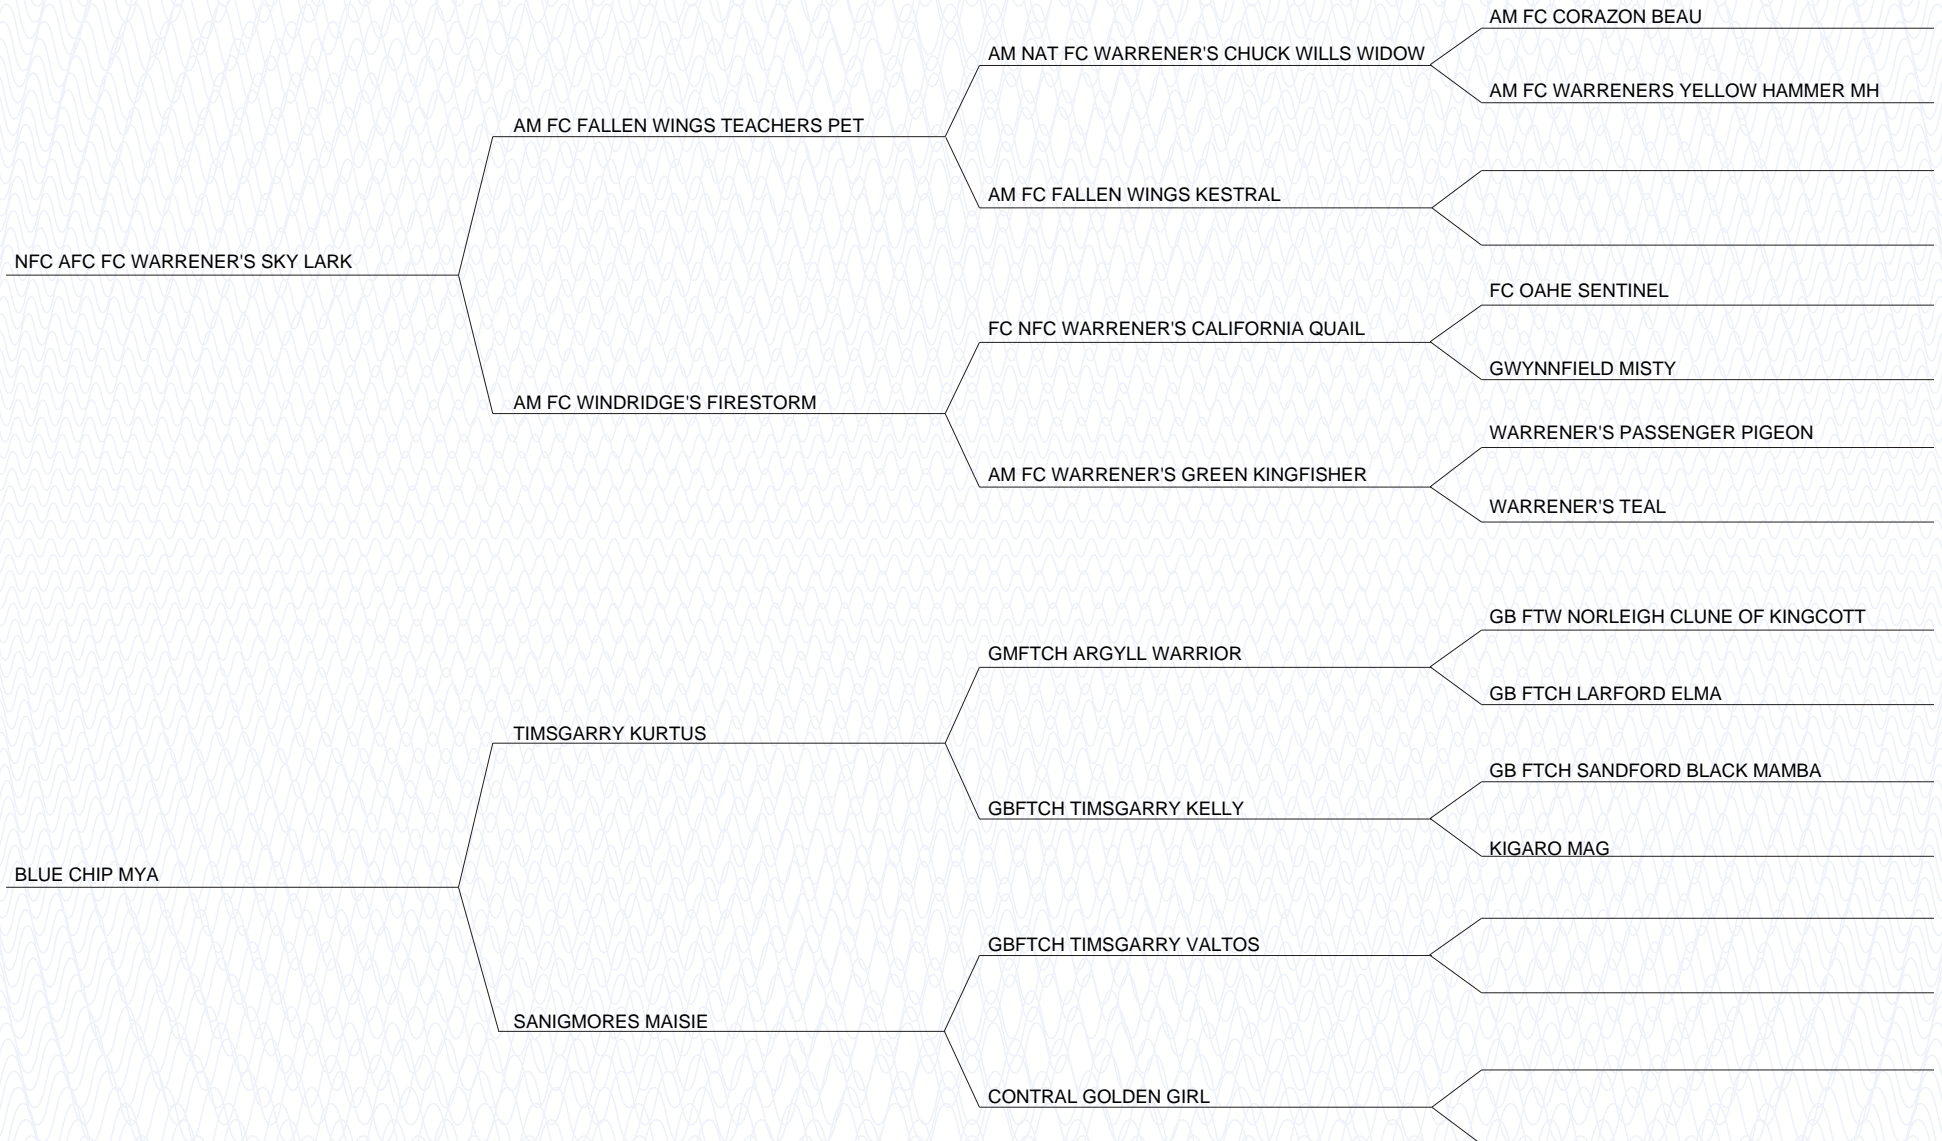 AM FC CORAZON BEAU
AM NAT FC WARRENER'S CHUCK WILLS WIDOW
AM FC WARRENERS YELLOW HAMMER MH
AM FC FALLEN WINGS TEACHERS PET
AM FC FALLEN WINGS KESTRAL
NFC AFC FC WARRENER'S SKY LARK
FC OAHE SENTINEL
FC NFC WARRENER'S CALIFORNIA QUAIL
GWYNNFIELD MISTY
AM FC WINDRIDGE'S FIRESTORM
WARRENER'S PASSENGER PIGEON
AM FC WARRENER'S GREEN KINGFISHER
WARRENER'S TEAL
GB FTW NORLEIGH CLUNE OF KINGCOTT
GMFTCH ARGYLL WARRIOR
GB FTCH LARFORD ELMA
TIMSGARRY KURTUS
GB FTCH SANDFORD BLACK MAMBA
GBFTCH TIMSGARRY KELLY
KIGARO MAG
BLUE CHIP MYA
GBFTCH TIMSGARRY VALTOS
SANIGMORES MAISIE
CONTRAL GOLDEN GIRL